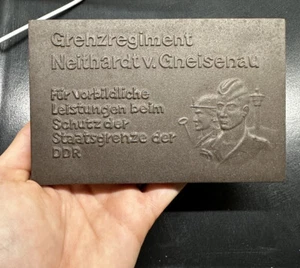 Grenzregiment
Neithardt v. Gneisenau
Für vorbildliche
Leistungen beim
Schutz der
Staatsgrenze der
DDR